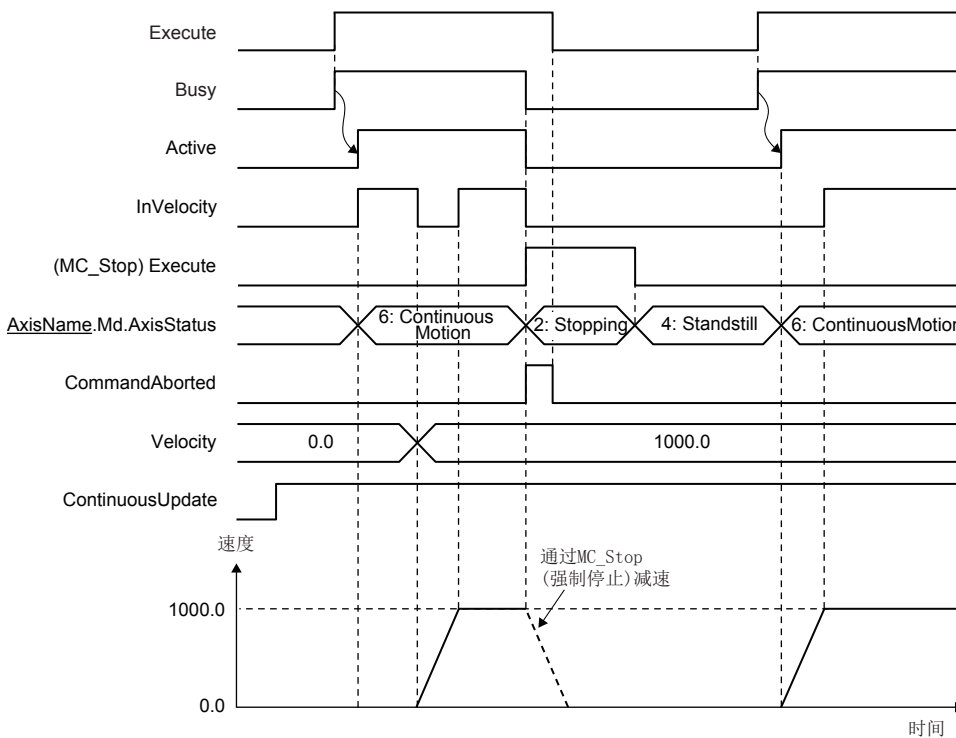 Execute
Busy
Active
InVelocity
(MC_Stop) Execute
AxisName.Md.AxisStatus
6: Continuous
Motion
2: Stopping
4: Standstill
6: ContinuousMotion
CommandAborted
Velocity
0.0
1000.0
ContinuousUpdate
速度
通过MC_Stop
(强制停止)减速
1000.0
0.0
时间